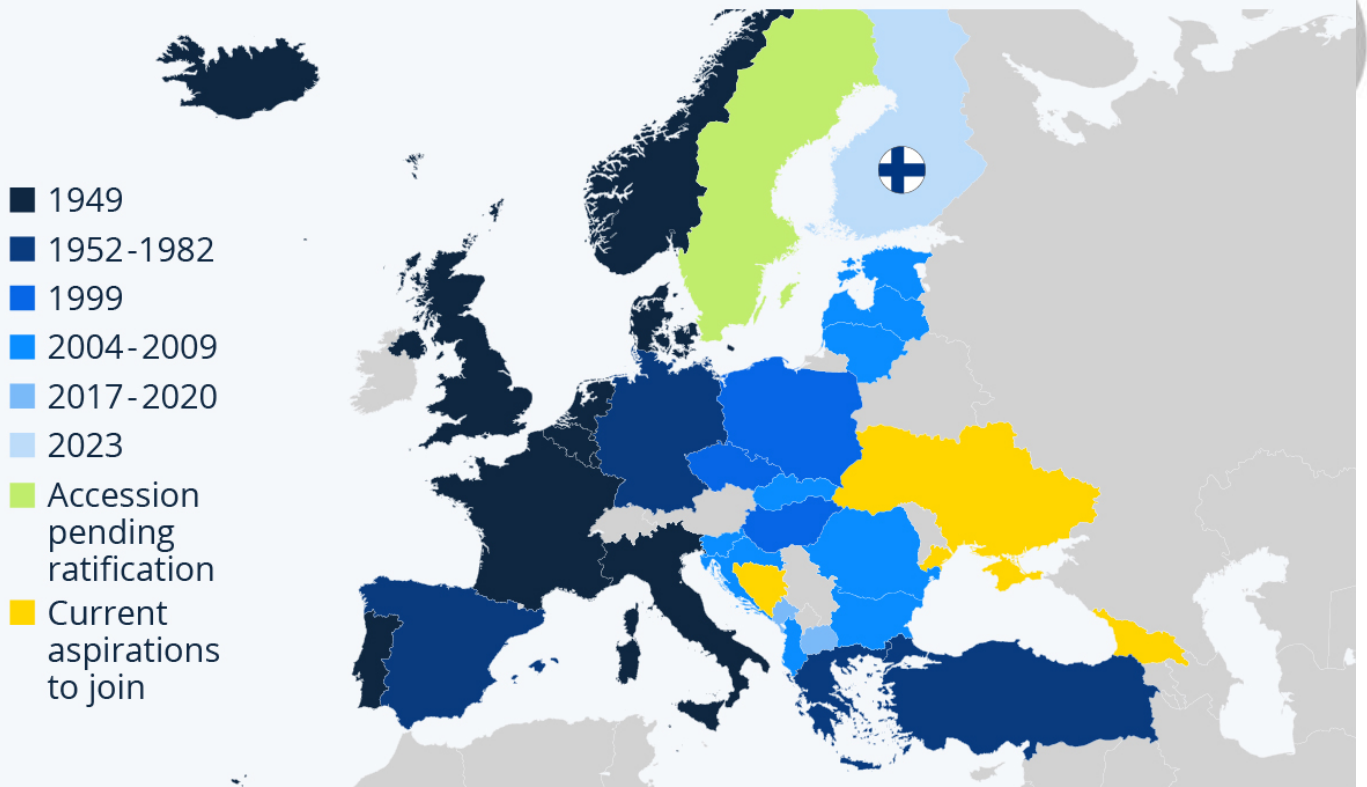 1949
1952-1982
1999
2004-2009
2017-2020
2023
Accession
pending
ratification
Current
aspirations
to join